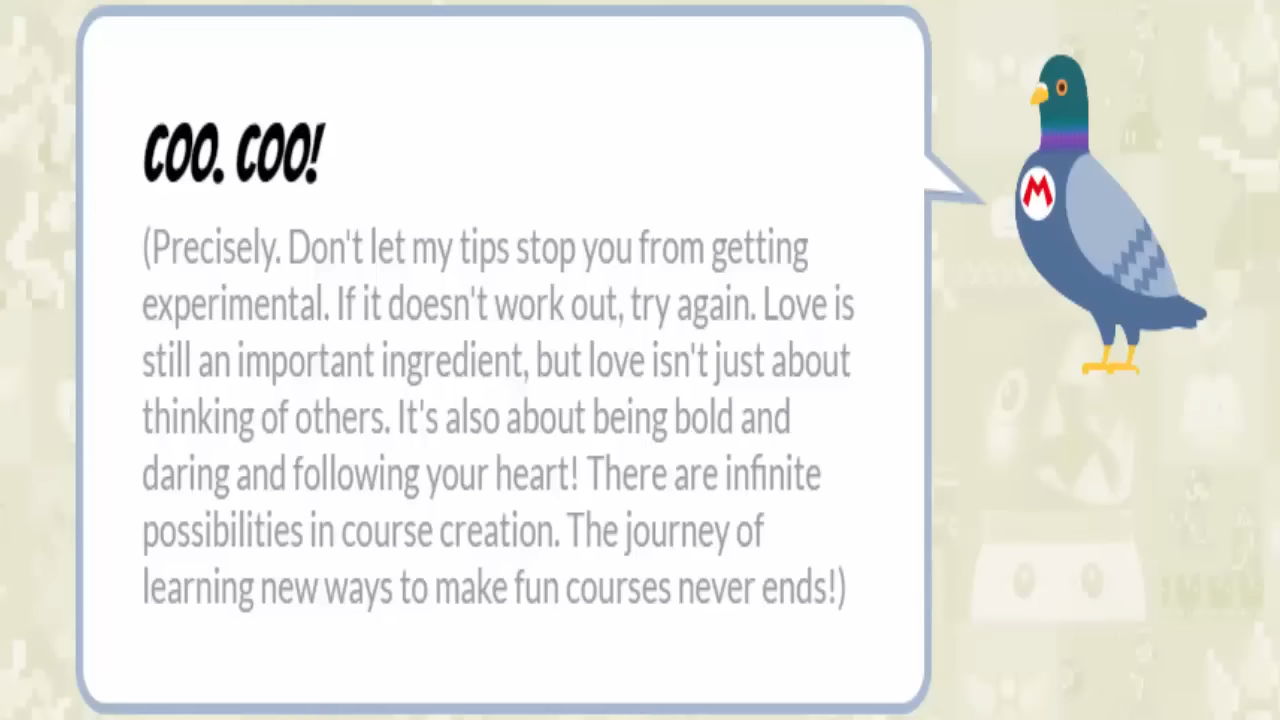 COO. COO!
(Precisely. Don't let my tips stop you from getting
experimental. If it doesn't work out, try again. Love is
still an important ingredient, but love isn't just about
thinking of others. It's also about being bold and
daring and following your heart! There are infinite
possibilities in course creation. The journey of
learning new ways to make fun courses never ends!)
M